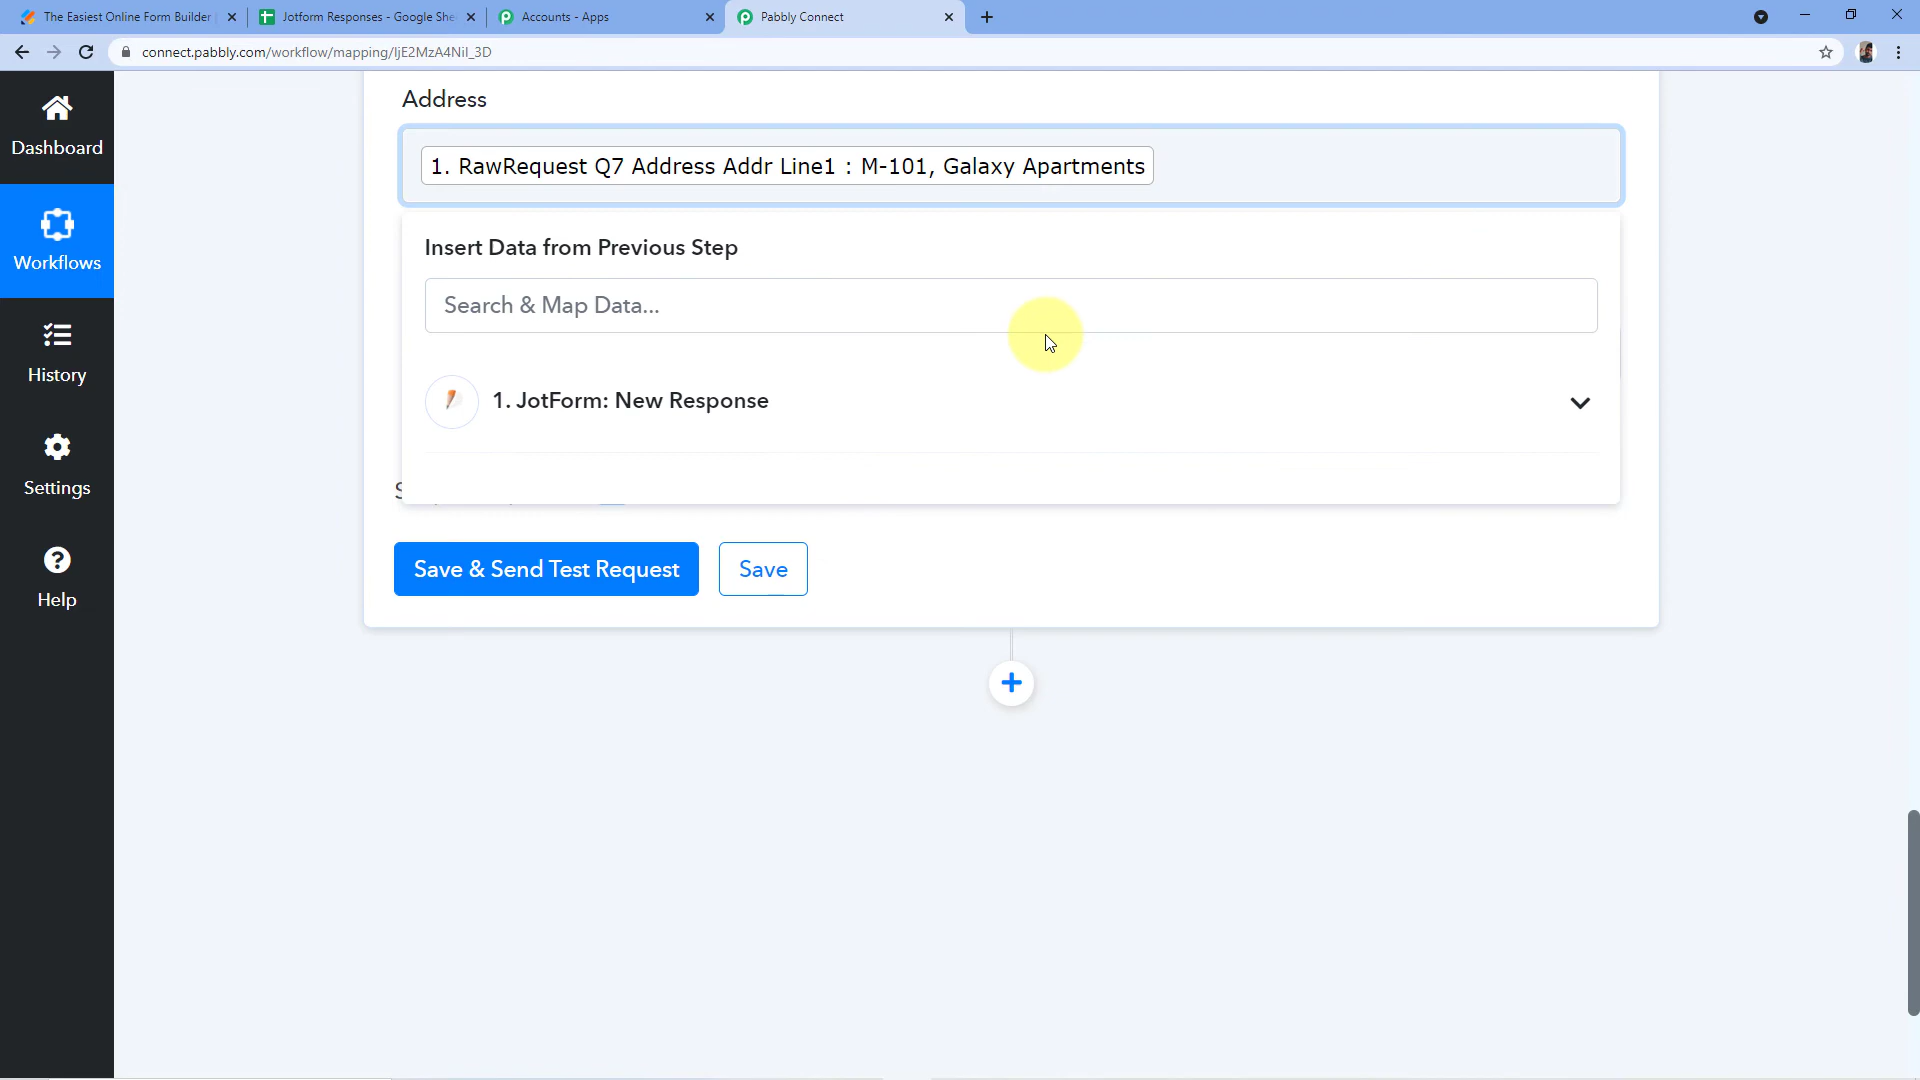 The Easiest Online Form Builder
Jotform Responses - Google She
Accounts - Apps
Pabbly Connect
connect.pabbly.com/workflow/mapping/IjE2MzA4NiI_3D
Dashboard
Workflows
History
Settings
Help
Address
1. RawRequest Q7 Address Addr Line1 : M-101, Galaxy Apartments
Insert Data from Previous Step
Search & Map Data...
1. JotForm: New Response
Save & Send Test Request
Save